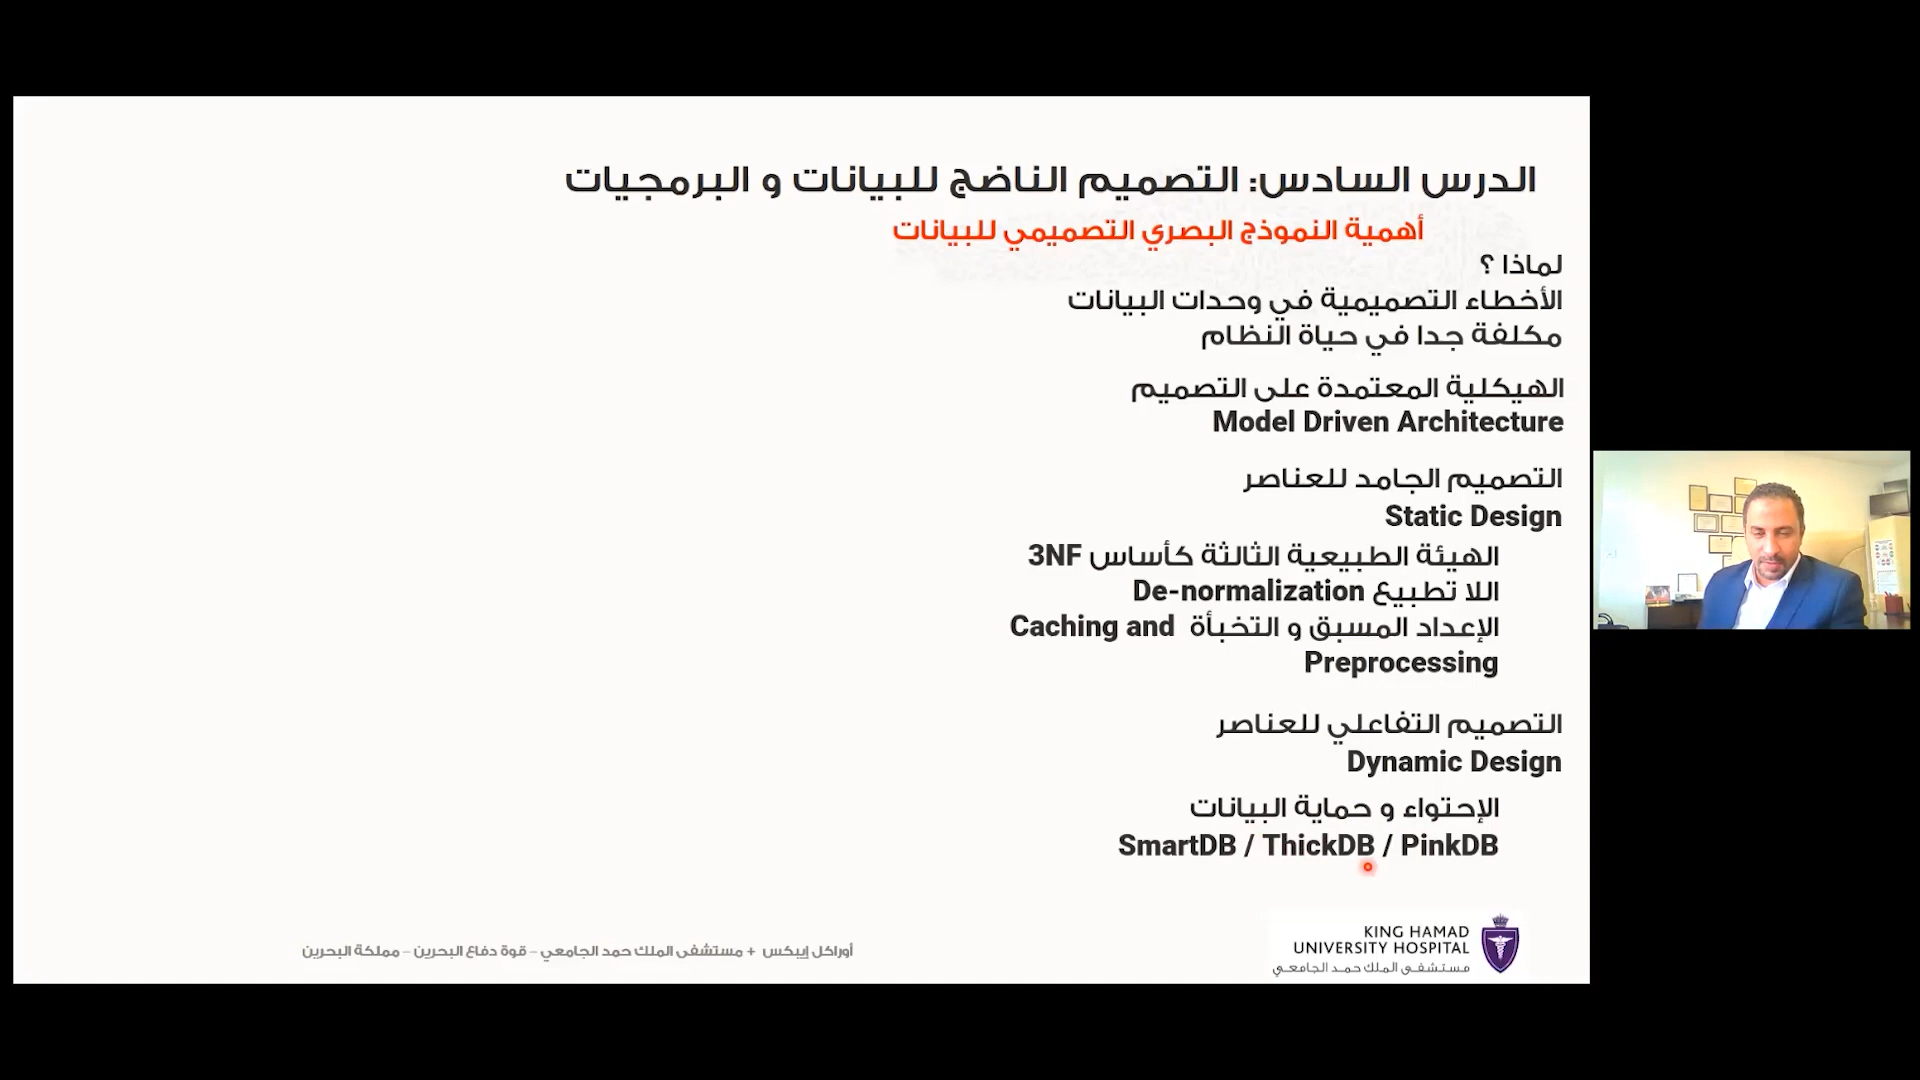 الدرس السادس: التصميم الناضج للبيانات و البرمجيات
أهمية النموذج البصري التصميمي للبيانات
لماذا ؟
الأخطاء التصميمية في وحدات البيانات
مكلفة جدا في حياة النظام
الهيكلية المعتمدة على التصميم
Model Driven Architecture
التصميم الجامد للعناصر
Static Design
الهيئة الطبيعية الثالثة كأساس 3NF
اللا تطبيع De-normalization
الإعداد المسبق و التخبأة Caching and
Preprocessing
التصميم التفاعلي للعناصر
Dynamic Design
الإحتواء و حماية البيانات
SmartDB / ThickDB / PinkDB
KING HAMAD
UNIVERSITY HOSPITAL
مستشفى الملك حمد الجامعي
أوراكل إيبكس + مستشفى الملك حمد الجامعي – قوة دفاع البحرين – مملكة البحرين